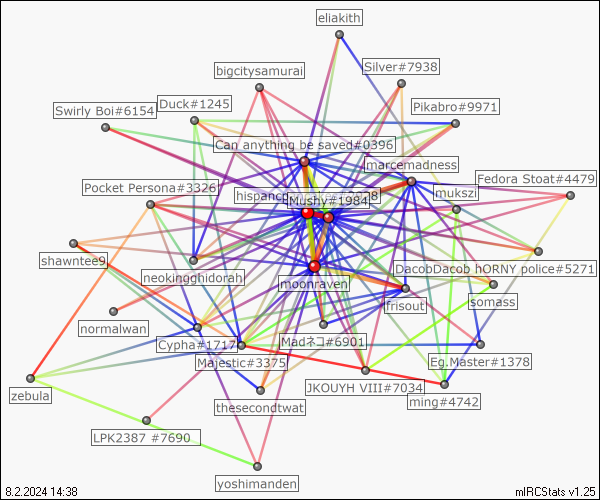 eliakith
Silver#7938
bigcitysamurai
Duck#1245
Pikabro#9971
Swirly Boi#6154
Can anything be saved#0396
marcemadness
Fedora Stoat#4479
Pocket Persona#3326
mukszi
Mushy#1984
shawntee9
neokingghidorah
DacobDacob hORNY police#5271
moonraven
frisout
somass
normalwan
Cypha#1717
Madネコ#6901
Majestic#3375
Eg.Master#1378
zebula
JKOUYH VIII#7034
thesecondtwat
ming#4742
LPK2387 #7690
yoshimanden
8.2.2024 14:38
mIRCStats v1.25